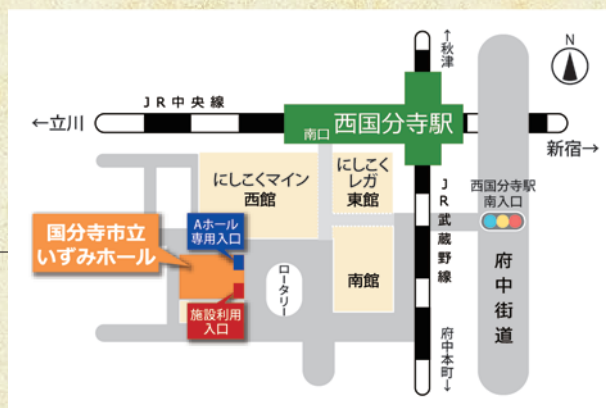 ↑秋津
N
JR中央線
←立川
南口 西国分寺駅
新宿→
にしこくマイン
西館
にしこく
レガ
東館
JR武蔵野線
西国分寺駅
南入口
国分寺市立
いずみホール
Aホール
専用入口
ロータリー
南館
府中街道
施設利用
入口
府中本町↓